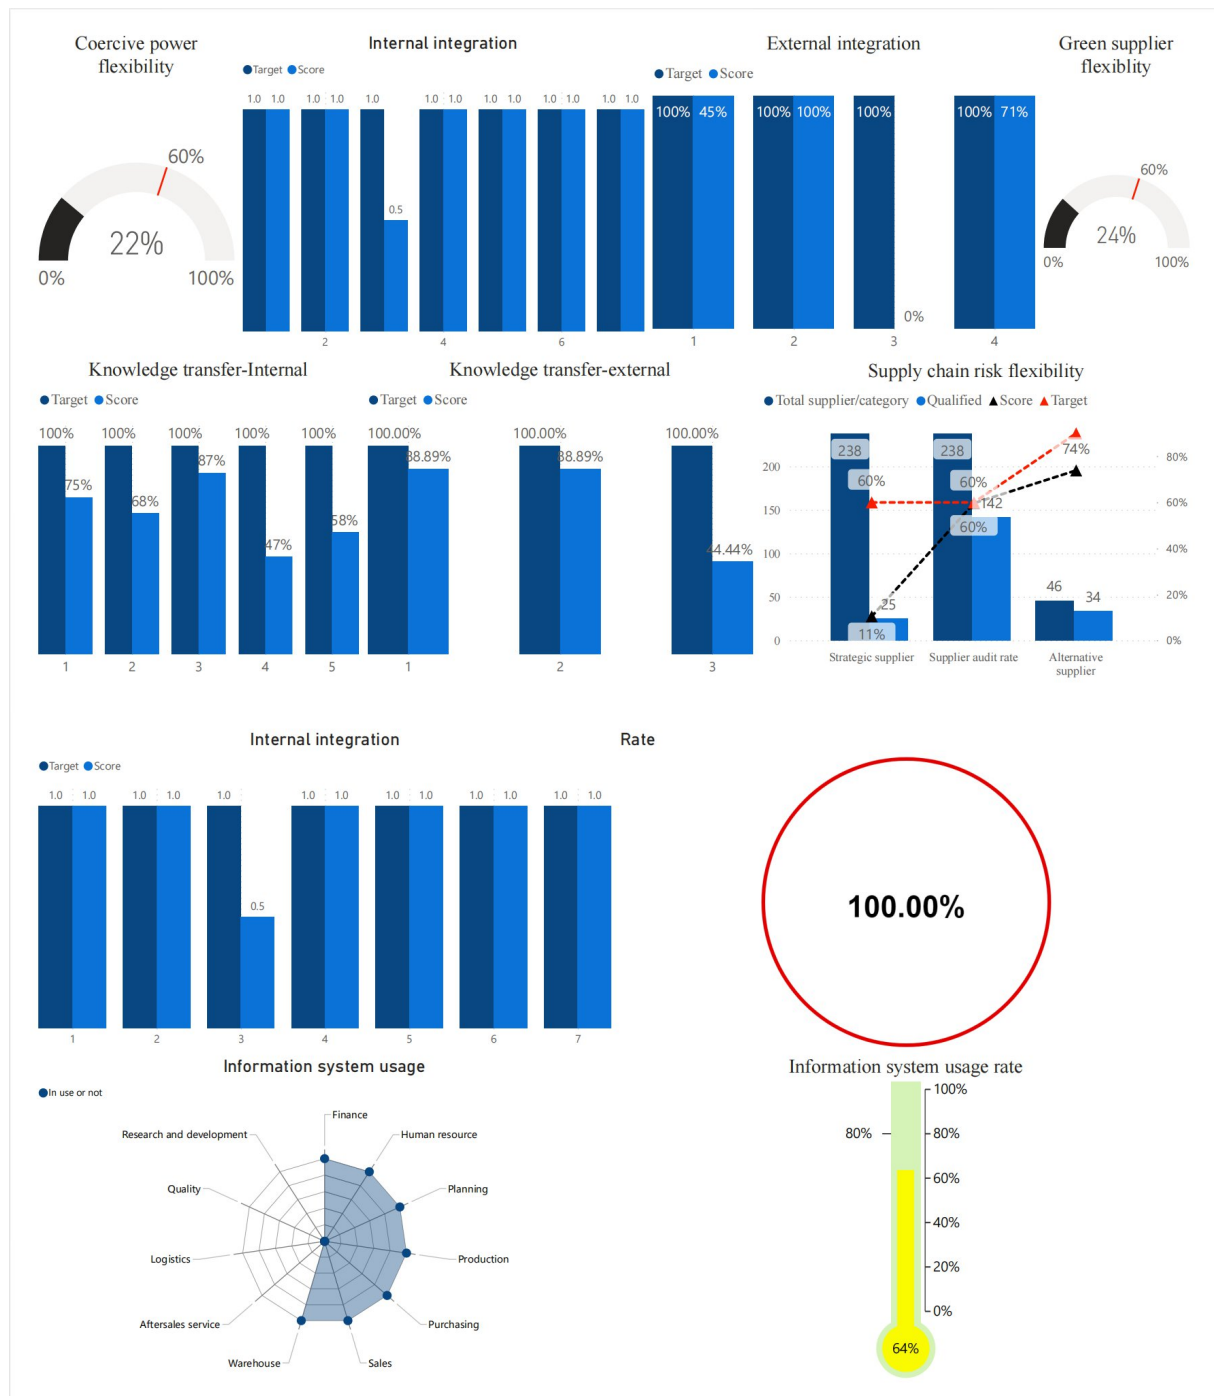 Coercive power
flexibility
60%
22%
0%
100%
Internal integration
Target Score
1.0 1.0 1.0 1.0 1.0 1.0 1.0 1.0 1.0 1.0 1.0 1.0 1.0
0.5
2 4 6
External integration
Target Score
100% 45% 100% 100% 100% 100% 71%
0%
1 2 3 4
Green supplier
flexiblity
60%
24%
0%
100%
Knowledge transfer-Internal
Target Score
100% 100% 100% 100% 100%
75% 68% 87% 47% 58%
1 2 3 4 5
Knowledge transfer-external
Target Score
100.00% 100.00% 100.00%
88.89% 88.89% 44.44%
1 2 3
Supply chain risk flexibility
Total supplier/category Qualified Score Target
238 238 74% 80%
200 60% 60%
150 142 60%
60%
100 40%
50 25 46 34 20%
0 11% 0%
Strategic supplier Supplier audit rate Alternative
supplier
Internal integration
Target Score
1.0 1.0 1.0 1.0 1.0 1.0 1.0 1.0 1.0 1.0 1.0 1.0 1.0
0.5
1 2 3 4 5 6 7
Rate
100.00%
Information system usage
In use or not
Finance
Research and development
Human resource
Quality
Planning
Logistics
Production
Aftersales service
Purchasing
Warehouse
Sales
Information system usage rate
100%
80% 80%
60%
40%
20%
0%
64%